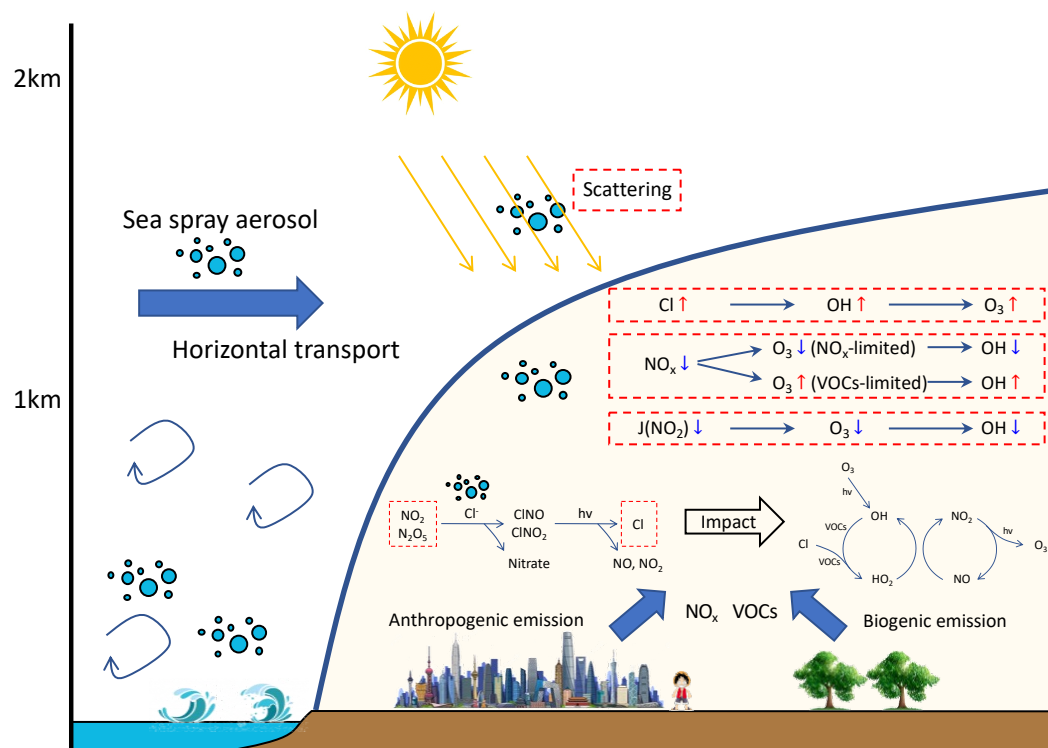 2km
Scattering
Sea spray aerosol
Horizontal transport
1km
Cl ↑ OH ↑ O₃ ↑
NOₓ ↓
O₃ ↓ (NOₓ-limited) OH ↓
O₃ ↑ (VOCs-limited) OH ↑
J(NO₂) ↓ O₃ ↓ OH ↓
NO₂
N₂O₅
Cl⁻
ClNO
ClNO₂
hv
Cl
Nitrate
NO, NO₂
Impact
O₃
hv
OH
VOCs
Cl
VOCs
HO₂
NO₂
hv
O₃
NO
Anthropogenic emission
NOₓ VOCs
Biogenic emission